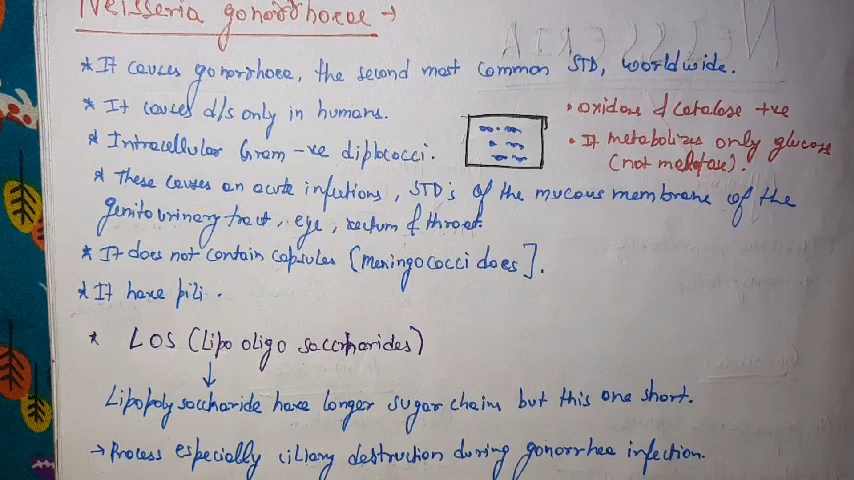 Neisseria gonorrhoeae →
* It causes gonorrhoea, the second most common STD, worldwide.
* It causes d/s only in humans.
• oxidase & catalase +ve
* Intracellular Gram -ve diplococci.
• It metabolizes only glucose
(not maltose).
* These causes an acute infections, STD's of the mucous membrane of the
genitourinary tract, eye, rectum & throat.
* It does not contain capsules [meningococci does].
* It have pili.
* LOS (Lipo oligo saccharides)
↓
Lipopolysaccharide have longer sugar chain but this one short.
→ Process especially ciliary destruction during gonorrhea infection.